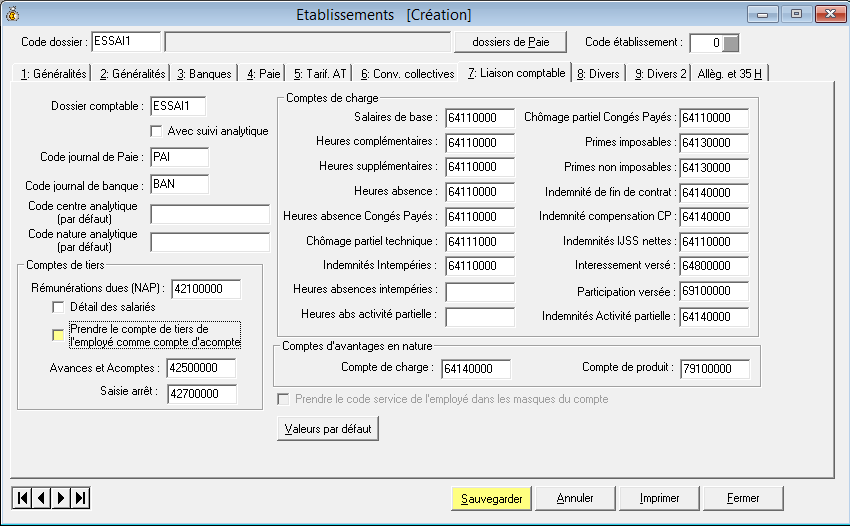 Etablissements [Création]
Code dossier : ESSAI1 dossiers de Paie Code établissement : 0
1: Généralités 2: Généralités 3: Banques 4: Paie 5: Tarif. AT 6: Conv. collectives 7: Liaison comptable 8: Divers 9: Divers 2 Allèg. et 35 H
Dossier comptable : ESSAI1
Avec suivi analytique
Code journal de Paie : PAI
Code journal de banque : BAN
Code centre analytique
(par défaut)
Code nature analytique
(par défaut)
Comptes de tiers
Rémunérations dues (NAP) : 42100000
Détail des salariés
Prendre le compte de tiers de
l'employé comme compte d'acompte
Avances et Acomptes : 42500000
Saisie arrêt : 42700000
Comptes de charge
Salaires de base : 64110000 Chômage partiel Congés Payés : 64110000
Heures complémentaires : 64110000 Primes imposables : 64130000
Heures supplémentaires : 64110000 Primes non imposables : 64130000
Heures absence : 64110000 Indemnité de fin de contrat : 64140000
Heures absence Congés Payés : 64110000 Indemnité compensation CP : 64140000
Chômage partiel technique : 64111000 Indemnités IJSS nettes : 64110000
Indemnités Intempéries : 64110000 Interessement versé : 64800000
Heures absences intempéries : Participation versée : 69100000
Heures abs activité partielle : Indemnités Activité partielle : 64140000
Comptes d'avantages en nature
Compte de charge : 64140000 Compte de produit : 79100000
Prendre le code service de l'employé dans les masques du compte
Valeurs par défaut
Sauvegarder Annuler Imprimer Fermer